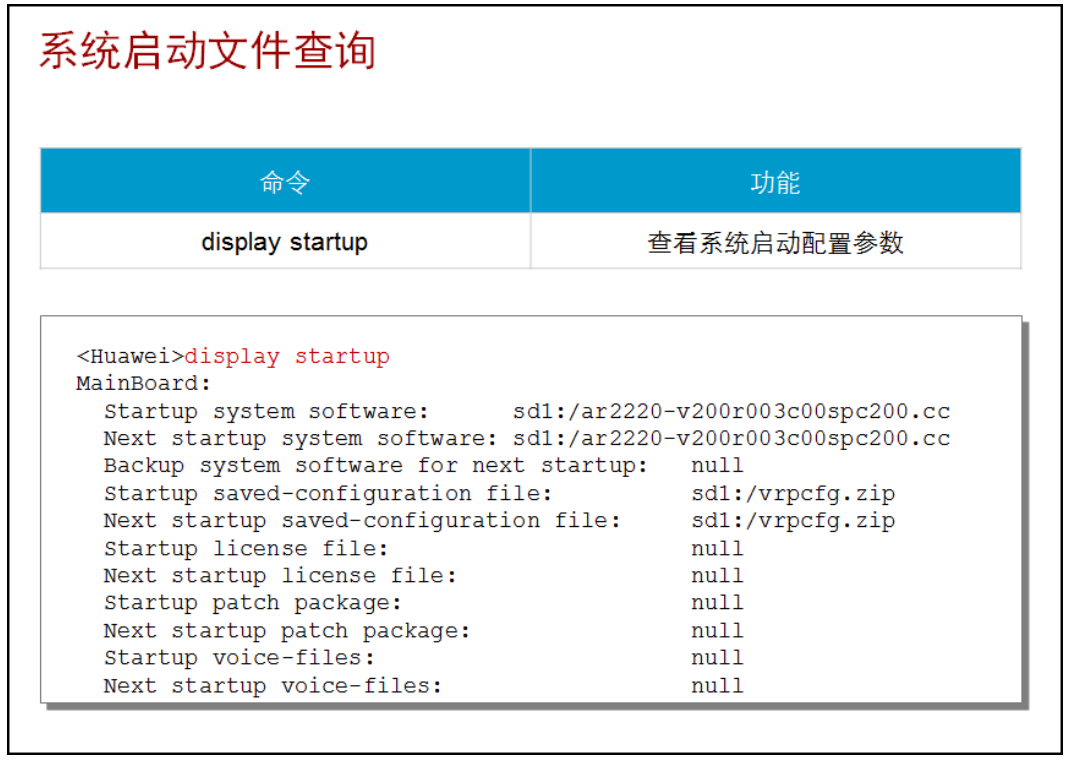 系统启动文件查询
命令 功能
display startup 查看系统启动配置参数
<Huawei>display startup
MainBoard:
Startup system software: sd1:/ar2220-v200r003c00spc200.cc
Next startup system software: sd1:/ar2220-v200r003c00spc200.cc
Backup system software for next startup: null
Startup saved-configuration file: sd1:/vrpcfg.zip
Next startup saved-configuration file: sd1:/vrpcfg.zip
Startup license file: null
Next startup license file: null
Startup patch package: null
Next startup patch package: null
Startup voice-files: null
Next startup voice-files: null